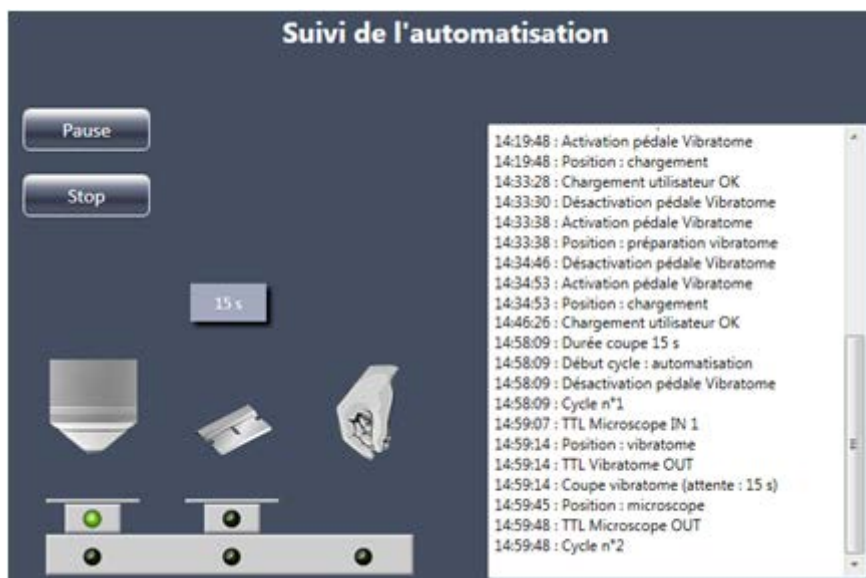 Suivi de l'automatisation
Pause
Stop
15 s
14:19:48 : Activation pédale Vibratome
14:19:48 : Position : chargement
14:33:28 : Chargement utilisateur OK
14:33:30 : Désactivation pédale Vibratome
14:33:38 : Activation pédale Vibratome
14:33:38 : Position : préparation vibratome
14:34:46 : Désactivation pédale Vibratome
14:34:53 : Activation pédale Vibratome
14:34:53 : Position : chargement
14:46:26 : Chargement utilisateur OK
14:58:09 : Durée coupe 15 s
14:58:09 : Début cycle : automatisation
14:58:09 : Désactivation pédale Vibratome
14:58:09 : Cycle n°1
14:59:07 : TTL Microscope IN 1
14:59:14 : Position : vibratome
14:59:14 : TTL Vibratome OUT
14:59:14 : Coupe vibratome (attente : 15 s)
14:59:45 : Position : microscope
14:59:48 : TTL Microscope OUT
14:59:48 : Cycle n°2